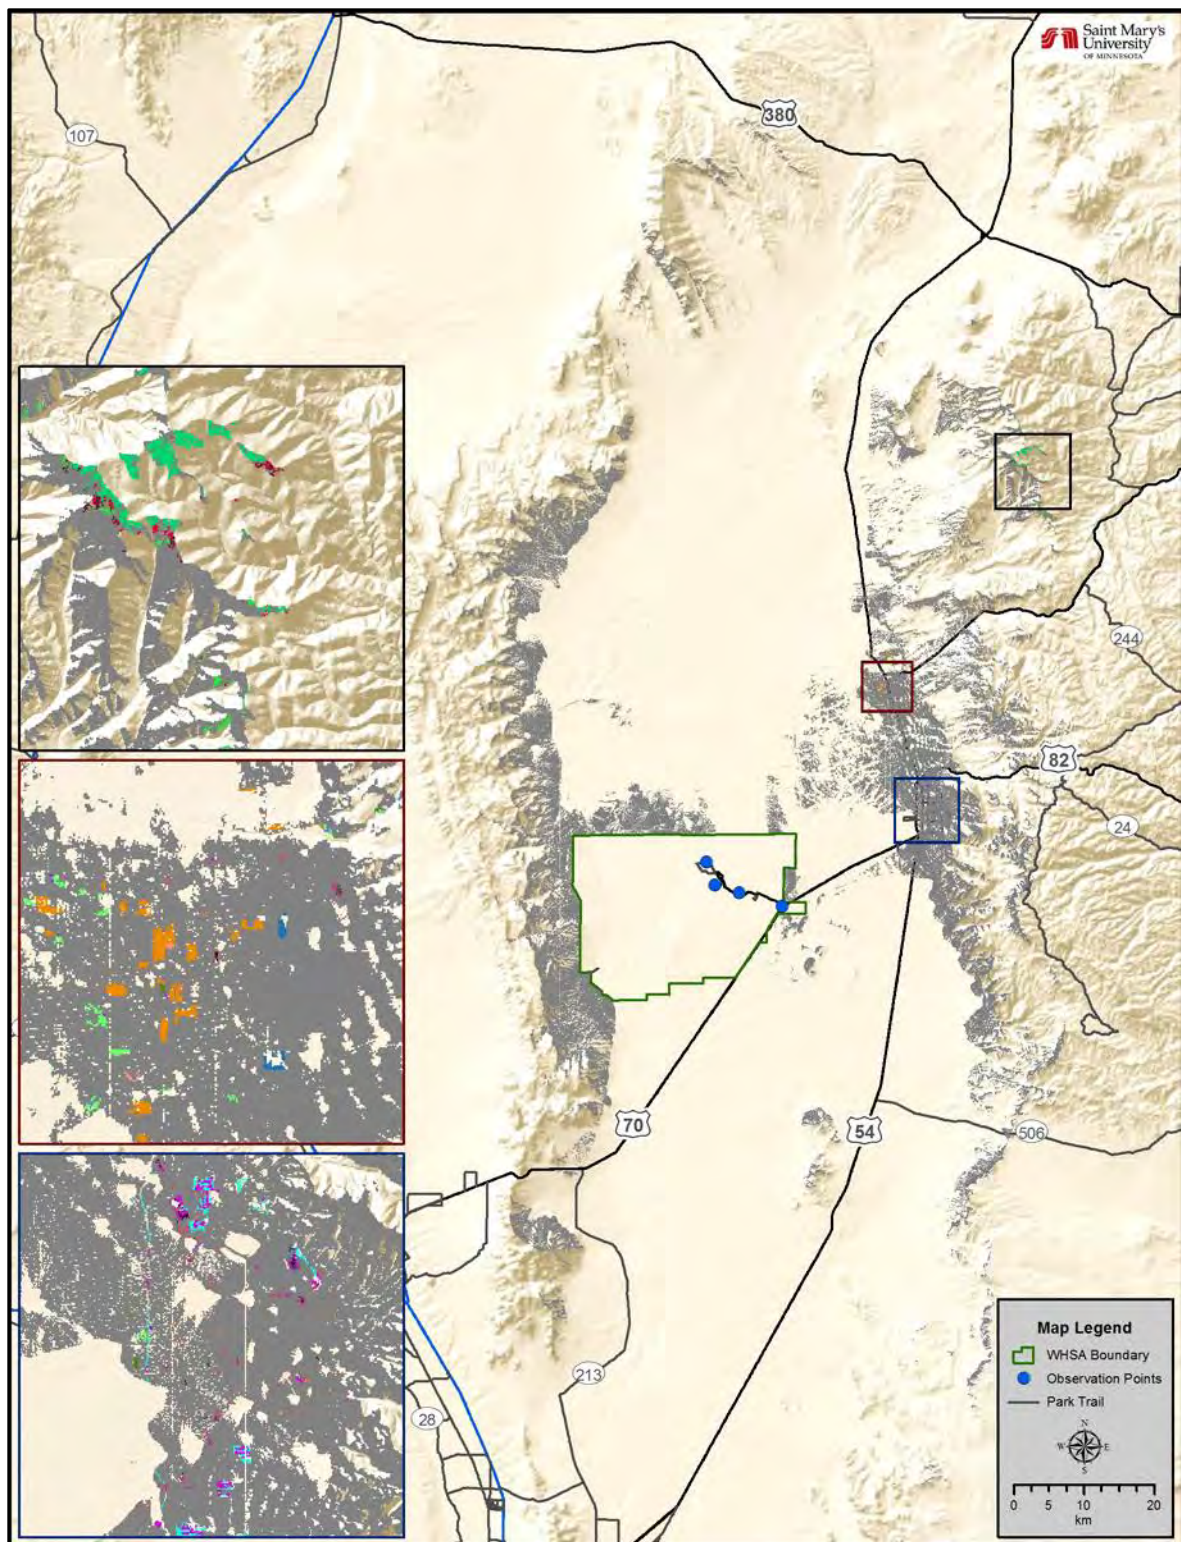 Saint Mary's
University
OF MINNESOTA
380
107
244
82
24
70
54
506
213
28
Map Legend
WHSA Boundary
Observation Points
Park Trail
N
W E
S
0 5 10 20
km